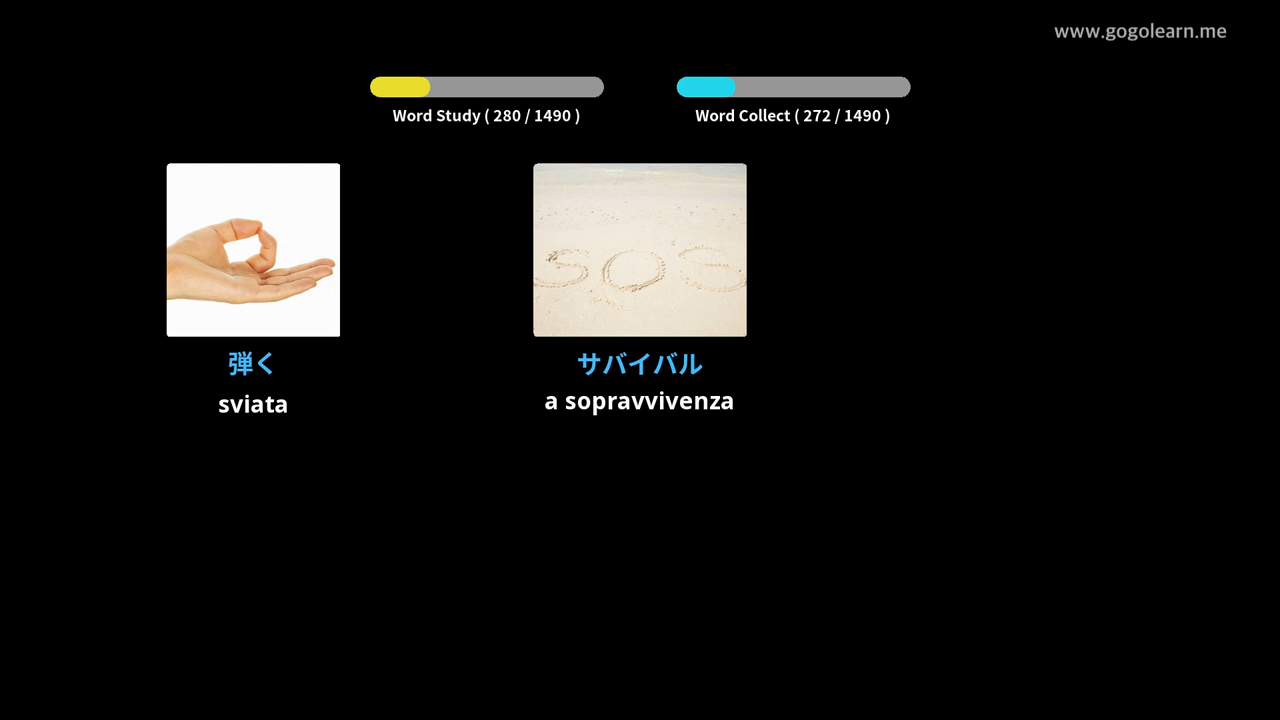 www.gogolearn.me
Word Study ( 280 / 1490 )
Word Collect ( 272 / 1490 )
SOS
弾く
サバイバル
sviata
a sopravvivenza